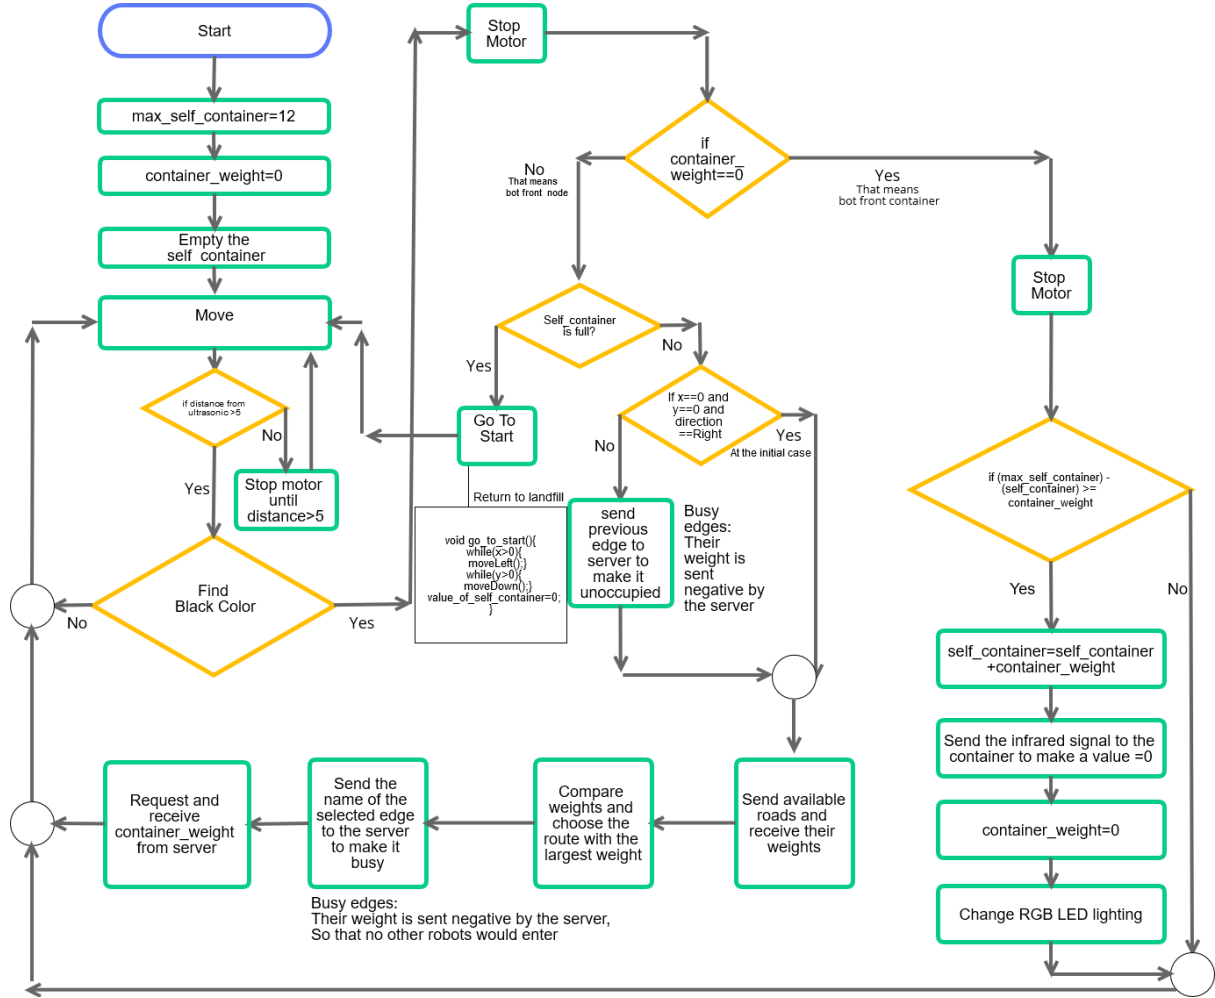 Start
max_self_container=12
container_weight=0
Empty the
self_container
Move
if distance from
ultrasonic >5
No
Yes
Stop motor
until
distance>5
Find
Black Color
No
Yes
Stop
Motor
if
container_
weight==0
No
That means
bot front node
Yes
That means
bot front container
Self_container
is full?
Yes
No
Go To
Start
Return to landfill
void go_to_start(){
while(x>0){
moveLeft();}
while(y>0){
moveDown();}
value_of_self_container=0;
}
If x==0 and
y==0 and
direction
==Right
No
Yes
At the initial case
send
previous
edge to
server to
make it
unoccupied
Busy
edges:
Their
weight is
sent
negative by
the server
Stop
Motor
if (max_self_container) -
(self_container) >=
container_weight
Yes
No
self_container=self_container
+container_weight
Send the infrared signal to the
container to make a value =0
container_weight=0
Change RGB LED lighting
Send available
roads and
receive their
weights
Compare
weights and
choose the
route with the
largest weight
Send the
name of the
selected edge
to the server
to make it
busy
Request and
receive
container_weight
from server
Busy edges:
Their weight is sent negative by the server,
So that no other robots would enter